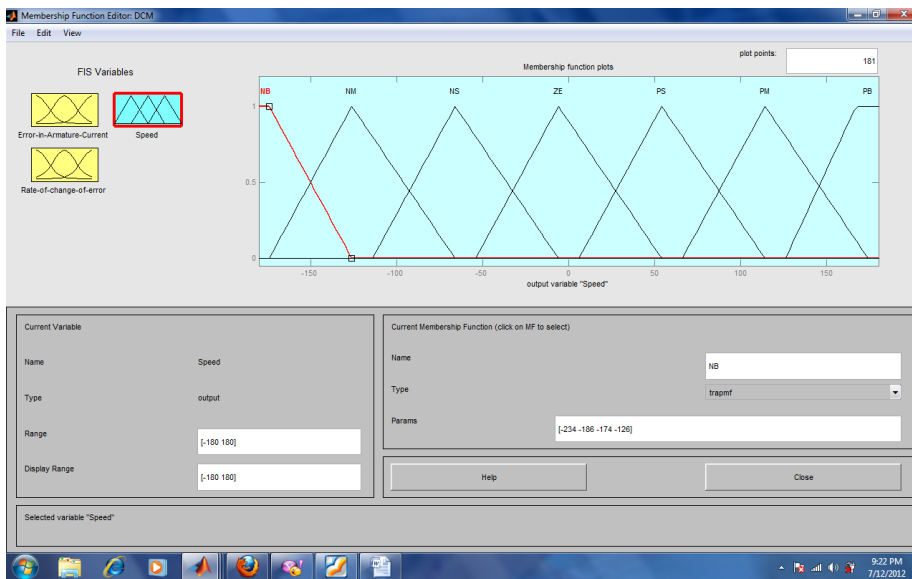 Membership Function Editor: DCM
File Edit View
FIS Variables
Error-in-Armature-Current
Speed
Rate-of-change-of-error
Membership function plots
plot points:
181
NB NM NS ZE PS PM PB
1
0.5
0
-150 -100 -50 0 50 100 150
output variable "Speed"
Current Variable
Name Speed
Type output
Range [-180 180]
Display Range [-180 180]
Current Membership Function (click on MF to select)
Name NB
Type trapmf
Params [-234 -186 -174 -126]
Help Close
Selected variable "Speed"
9:22 PM
7/12/2012